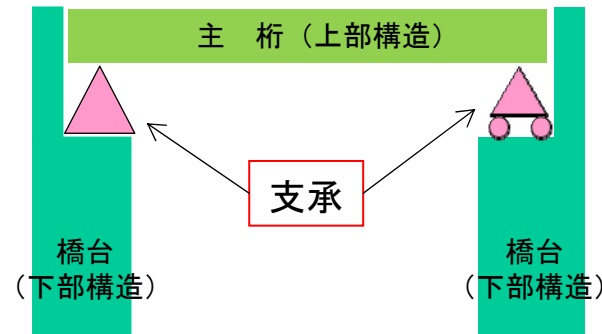 主　桁（上部構造）
支承
橋台
（下部構造）
橋台
（下部構造）